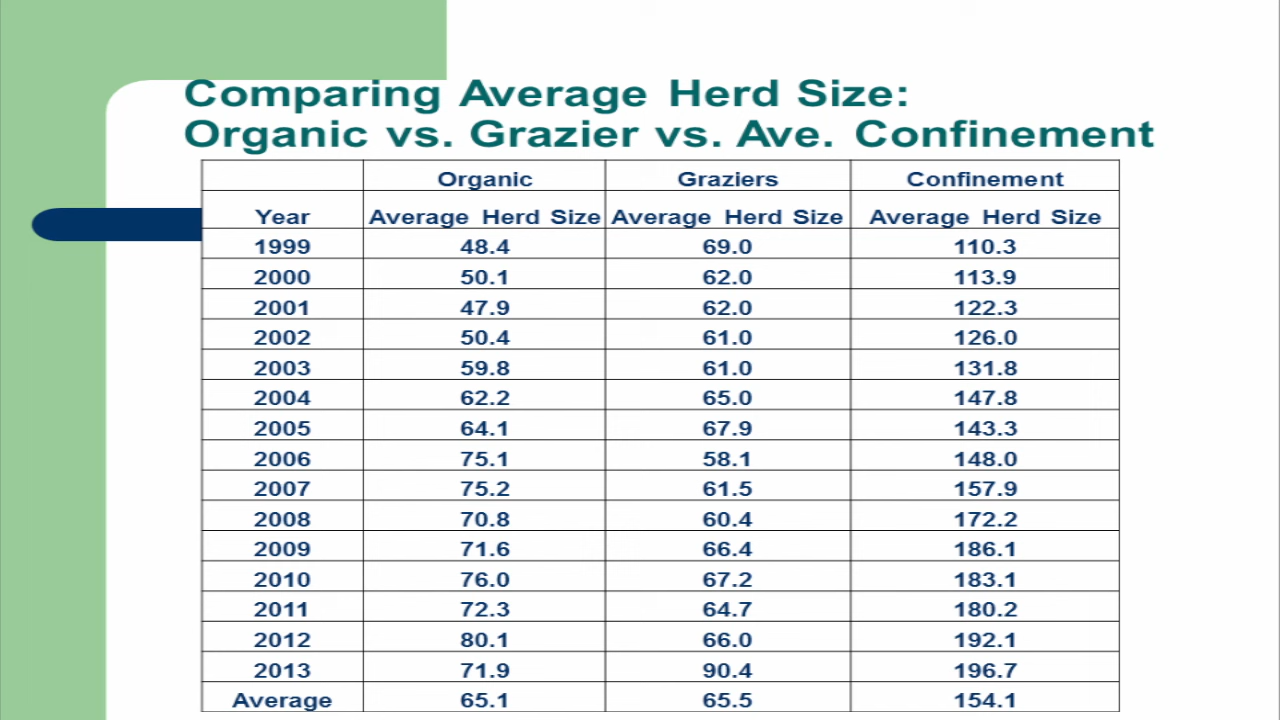 Comparing Average Herd Size:
Organic vs. Grazier vs. Ave. Confinement
Organic Graziers Confinement
Year Average Herd Size Average Herd Size Average Herd Size
1999 48.4 69.0 110.3
2000 50.1 62.0 113.9
2001 47.9 62.0 122.3
2002 50.4 61.0 126.0
2003 59.8 61.0 131.8
2004 62.2 65.0 147.8
2005 64.1 67.9 143.3
2006 75.1 58.1 148.0
2007 75.2 61.5 157.9
2008 70.8 60.4 172.2
2009 71.6 66.4 186.1
2010 76.0 67.2 183.1
2011 72.3 64.7 180.2
2012 80.1 66.0 192.1
2013 71.9 90.4 196.7
Average 65.1 65.5 154.1